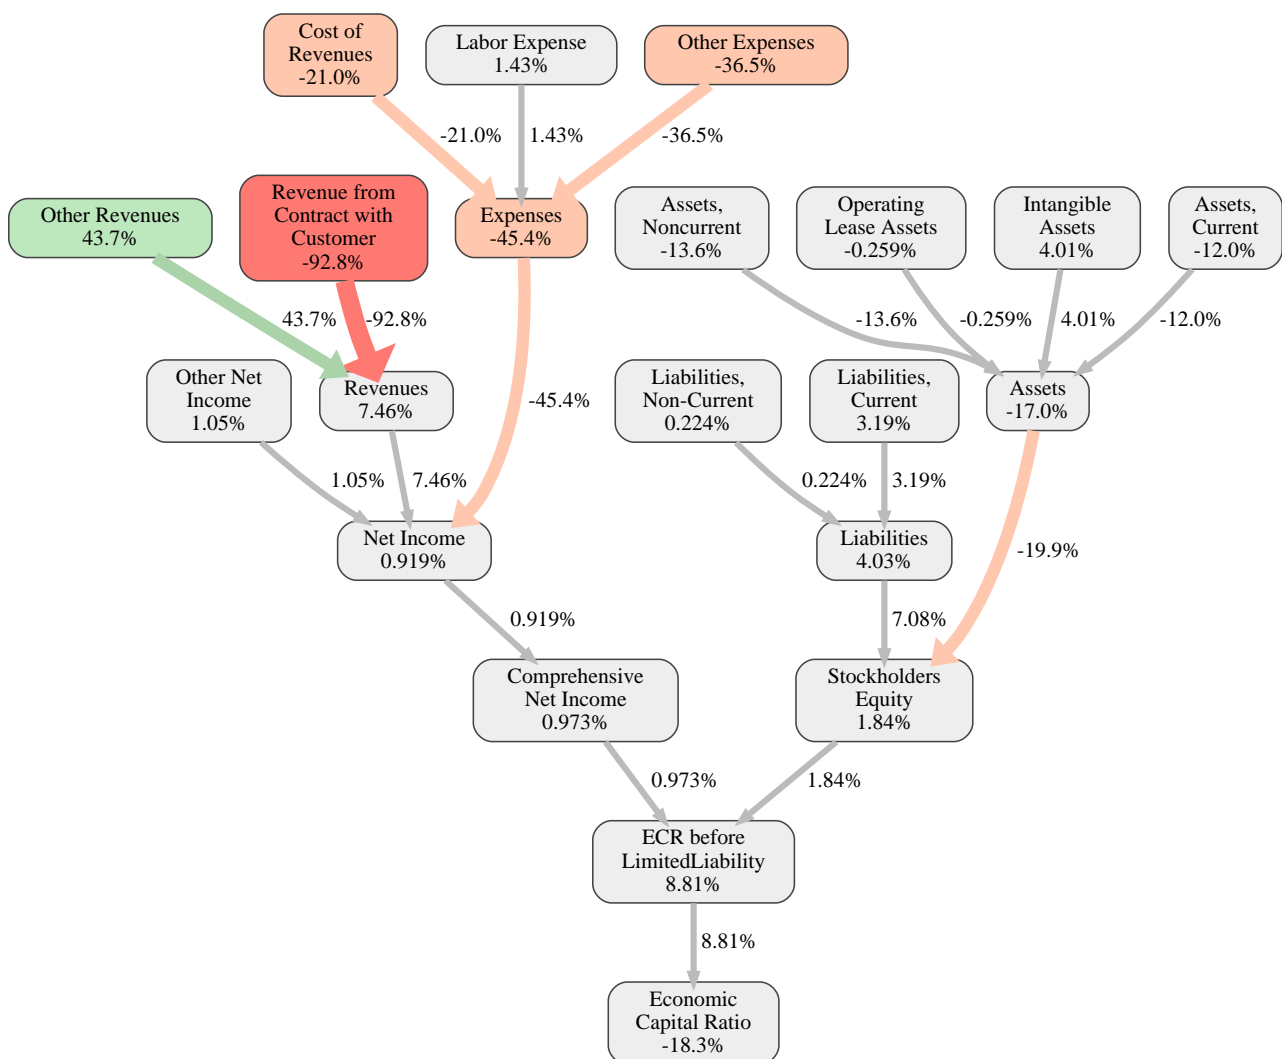 Cost of
Revenues
-21.0%
Labor Expense
1.43%
Other Expenses
-36.5%
-21.0%
1.43%
-36.5%
Other Revenues
43.7%
Revenue from
Contract with
Customer
-92.8%
Expenses
-45.4%
Assets,
Noncurrent
-13.6%
Operating
Lease Assets
-0.259%
Intangible
Assets
4.01%
Assets,
Current
-12.0%
43.7%
-92.8%
-13.6%
-0.259%
4.01%
-12.0%
Other Net
Income
1.05%
Revenues
7.46%
-45.4%
Liabilities,
Non-Current
0.224%
Liabilities,
Current
3.19%
Assets
-17.0%
1.05%
7.46%
0.224%
3.19%
Net Income
0.919%
Liabilities
4.03%
-19.9%
0.919%
7.08%
Comprehensive
Net Income
0.973%
Stockholders
Equity
1.84%
0.973%
1.84%
ECR before
LimitedLiability
8.81%
8.81%
Economic
Capital Ratio
-18.3%